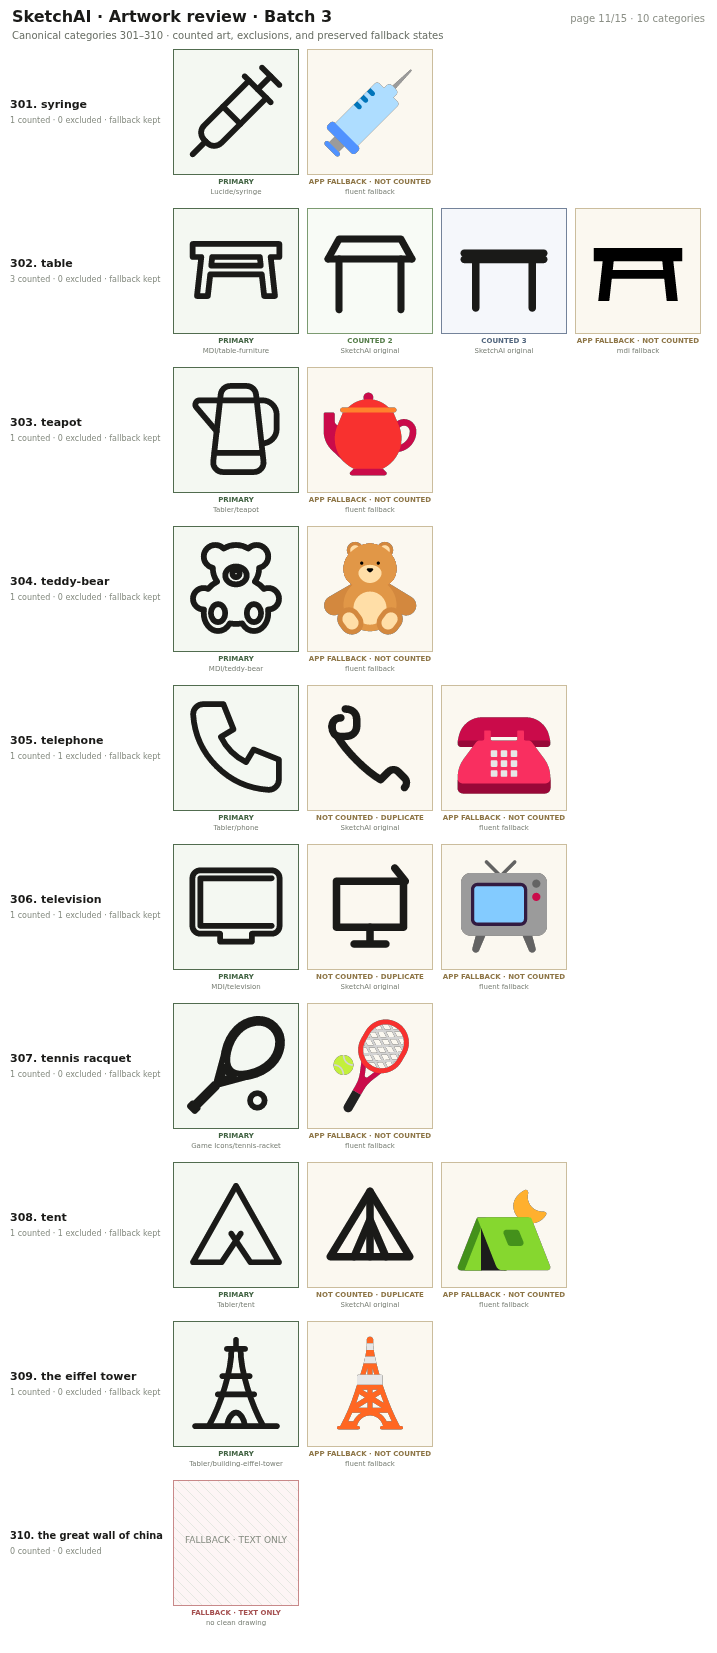 SketchAI · Artwork review · Batch 3
page 11/15 · 10 categories
Canonical categories 301–310 · counted art, exclusions, and preserved fallback states
301. syringe
1 counted · 0 excluded · fallback kept
PRIMARY
Lucide/syringe
APP FALLBACK · NOT COUNTED
fluent fallback
302. table
3 counted · 0 excluded · fallback kept
PRIMARY
MDI/table-furniture
COUNTED 2
SketchAI original
COUNTED 3
SketchAI original
APP FALLBACK · NOT COUNTED
mdi fallback
303. teapot
1 counted · 0 excluded · fallback kept
PRIMARY
Tabler/teapot
APP FALLBACK · NOT COUNTED
fluent fallback
304. teddy-bear
1 counted · 0 excluded · fallback kept
PRIMARY
MDI/teddy-bear
APP FALLBACK · NOT COUNTED
fluent fallback
305. telephone
1 counted · 1 excluded · fallback kept
PRIMARY
Tabler/phone
NOT COUNTED · DUPLICATE
SketchAI original
APP FALLBACK · NOT COUNTED
fluent fallback
306. television
1 counted · 1 excluded · fallback kept
PRIMARY
MDI/television
NOT COUNTED · DUPLICATE
SketchAI original
APP FALLBACK · NOT COUNTED
fluent fallback
307. tennis racquet
1 counted · 0 excluded · fallback kept
PRIMARY
Game Icons/tennis-racket
APP FALLBACK · NOT COUNTED
fluent fallback
308. tent
1 counted · 1 excluded · fallback kept
PRIMARY
Tabler/tent
NOT COUNTED · DUPLICATE
SketchAI original
APP FALLBACK · NOT COUNTED
fluent fallback
309. the eiffel tower
1 counted · 0 excluded · fallback kept
PRIMARY
Tabler/building-eiffel-tower
APP FALLBACK · NOT COUNTED
fluent fallback
310. the great wall of china
0 counted · 0 excluded
FALLBACK · TEXT ONLY
FALLBACK · TEXT ONLY
no clean drawing